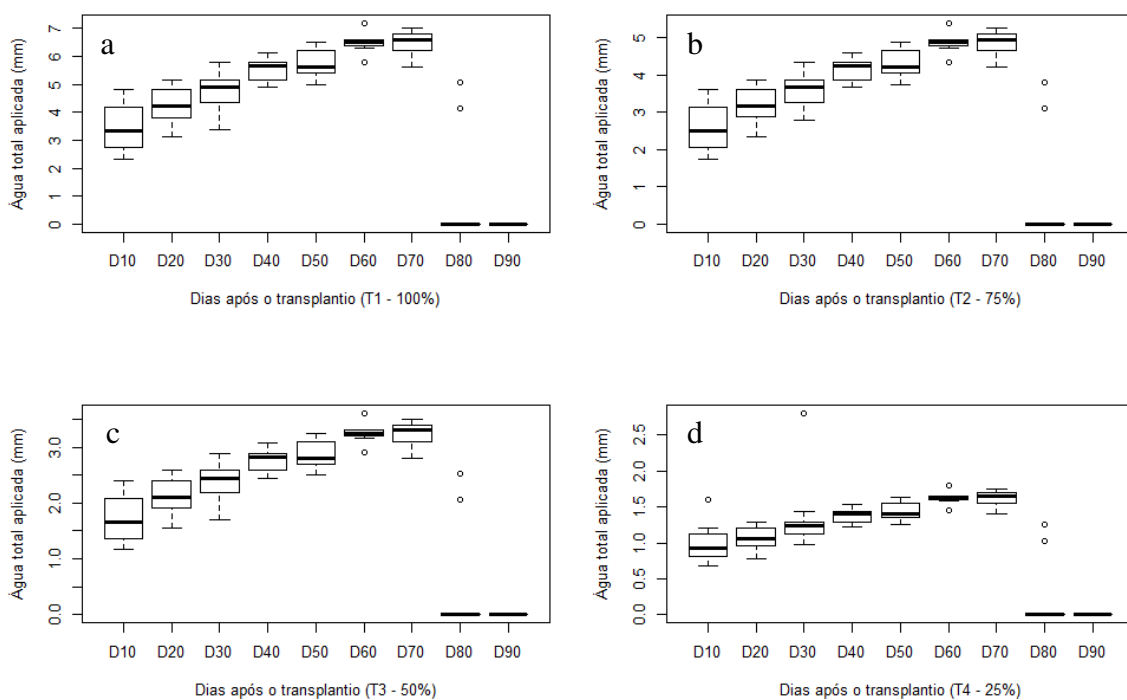 a
Água total aplicada (mm)
7
6
5
4
3
2
1
0
D10 D20 D30 D40 D50 D60 D70 D80 D90
Dias após o transplantio (T1 - 100%)
b
Água total aplicada (mm)
5
4
3
2
1
0
D10 D20 D30 D40 D50 D60 D70 D80 D90
Dias após o transplantio (T2 - 75%)
c
Água total aplicada (mm)
3.0
2.0
1.0
0.0
D10 D20 D30 D40 D50 D60 D70 D80 D90
Dias após o transplantio (T3 - 50%)
d
Água total aplicada (mm)
2.5
2.0
1.5
1.0
0.5
0.0
D10 D20 D30 D40 D50 D60 D70 D80 D90
Dias após o transplantio (T4 - 25%)